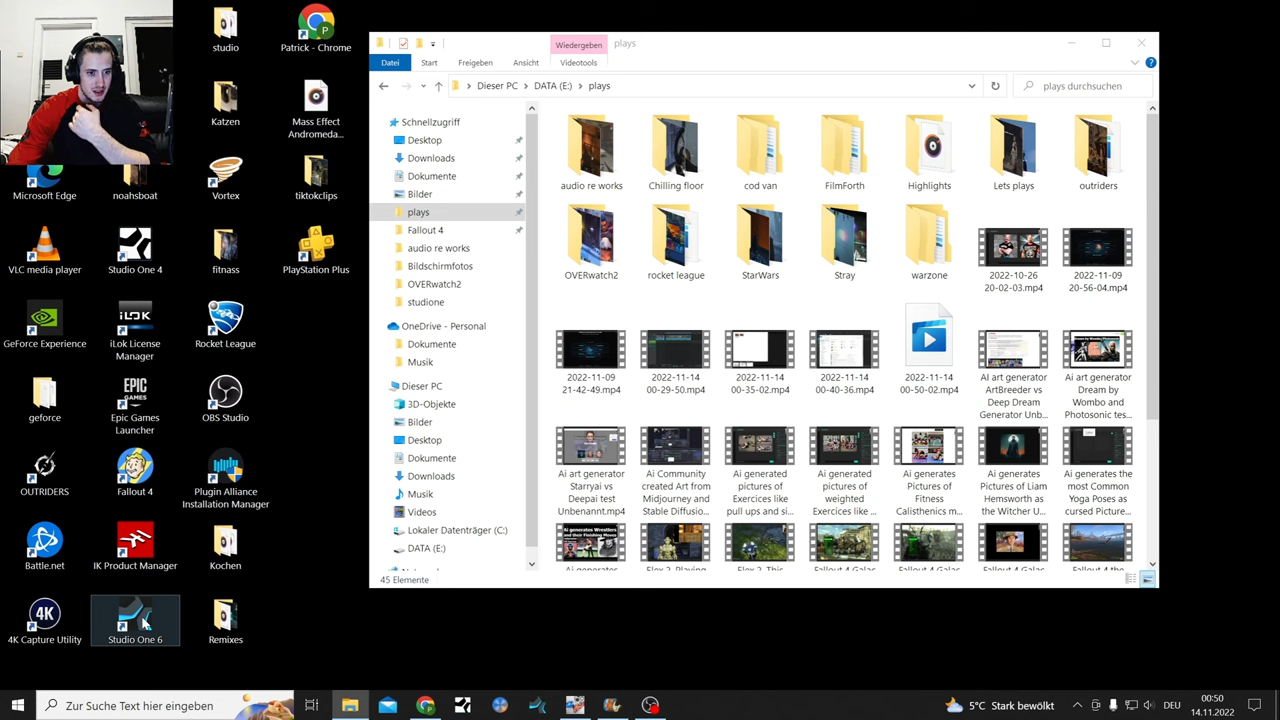 studio
Patrick - Chrome
Katzen
Mass Effect
Andromeda...
Microsoft Edge
noahsboat
Vortex
tiktokclips
VLC media player
Studio One 4
fitnass
PlayStation Plus
GeForce Experience
iLOK
iLok License
Manager
Rocket League
geforce
EPIC
GAMES
Epic Games
Launcher
OBS Studio
OUTRIDERS
Fallout 4
Plugin Alliance
Installation Manager
Battle.net
IK Product Manager
Kochen
4K
4K Capture Utility
Studio One 6
Remixes
Wiedergeben
plays
Datei
Start
Freigeben
Ansicht
Videotools
Dieser PC
DATA (E:)
plays
plays durchsuchen
Schnellzugriff
Desktop
Downloads
Dokumente
Bilder
plays
Fallout 4
audio re works
Bildschirmfotos
OVERwatch2
studione
OneDrive - Personal
Dokumente
Musik
Dieser PC
3D-Objekte
Bilder
Desktop
Dokumente
Downloads
Musik
Videos
Lokaler Datenträger (C:)
DATA (E:)
audio re works
Chilling floor
cod van
FilmForth
Highlights
Lets plays
outriders
OVERwatch2
rocket league
StarWars
Stray
warzone
2022-10-26
20-02-03.mp4
2022-11-09
20-56-04.mp4
2022-11-09
21-42-49.mp4
2022-11-14
00-29-50.mp4
2022-11-14
00-35-02.mp4
2022-11-14
00-40-36.mp4
2022-11-14
00-50-02.mp4
AI art generator
ArtBreeder vs
Deep Dream
Generator Unb...
Ai art generator
Dream by
Wombo and
Photosonic tes...
Ai art generator
Starryai vs
Deepai test
Unbenannt.mp4
Ai Community
created Art from
Midjourney and
Stable Diffusio...
Ai generated
pictures of
Exercices like
pull ups and si...
Ai generated
pictures of
weighted
Exercices like ...
Ai generates
Pictures of
Fitness
Calisthenics m...
Ai generates
Pictures of Liam
Hemsworth as
the Witcher U...
Ai generates the
most Common
Yoga Poses as
cursed Picture...
Ai generates Wrestlers
and their Finishing Moves
45 Elemente
Zur Suche Text hier eingeben
5°C Stark bewölkt
DEU
00:50
14.11.2022